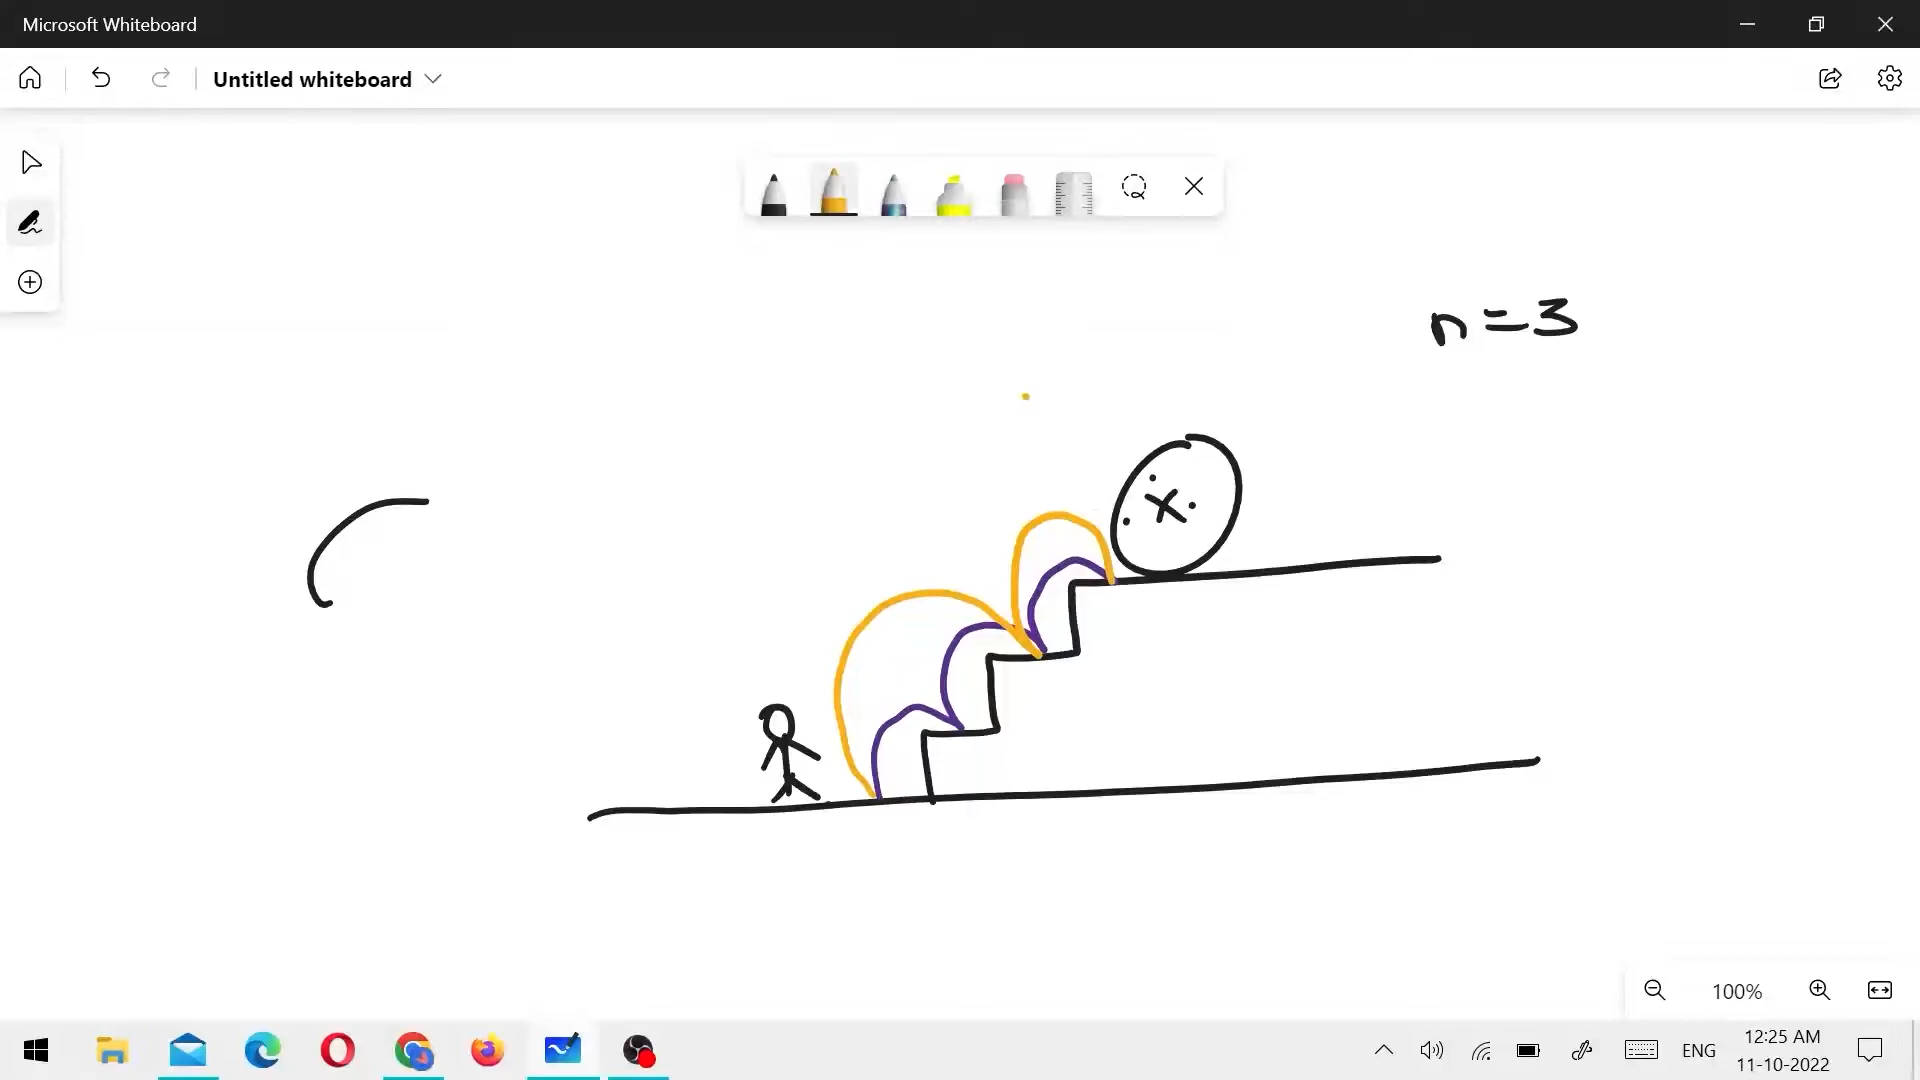 Microsoft Whiteboard
Untitled whiteboard
n=3
100%
ENG
12:25 AM
11-10-2022